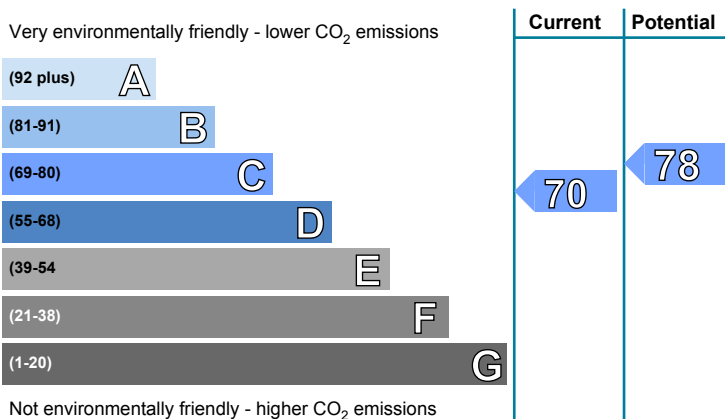 Very environmentally friendly - lower CO2 emissions
Current Potential
(92 plus) A
(81-91) B
(69-80) C
(55-68) D
(39-54 E
(21-38) F
(1-20) G
70
78
Not environmentally friendly - higher CO2 emissions